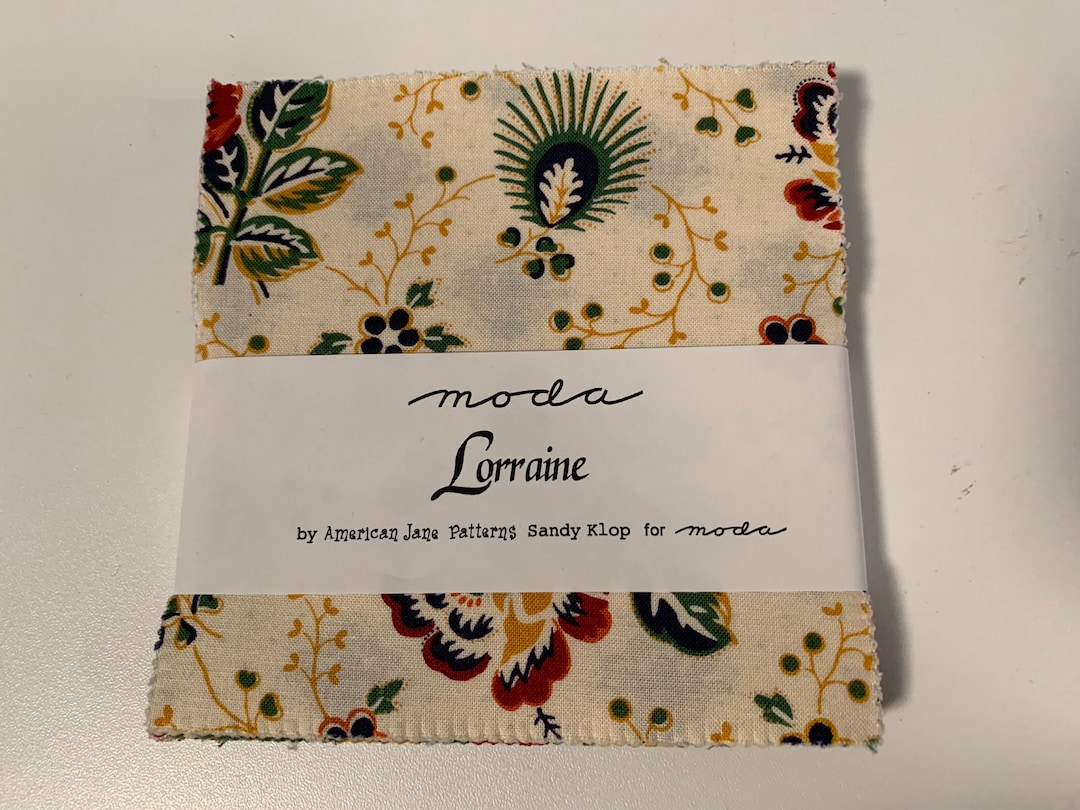 moda
Lorraine
by American Jane Patterns Sandy Klop for moda